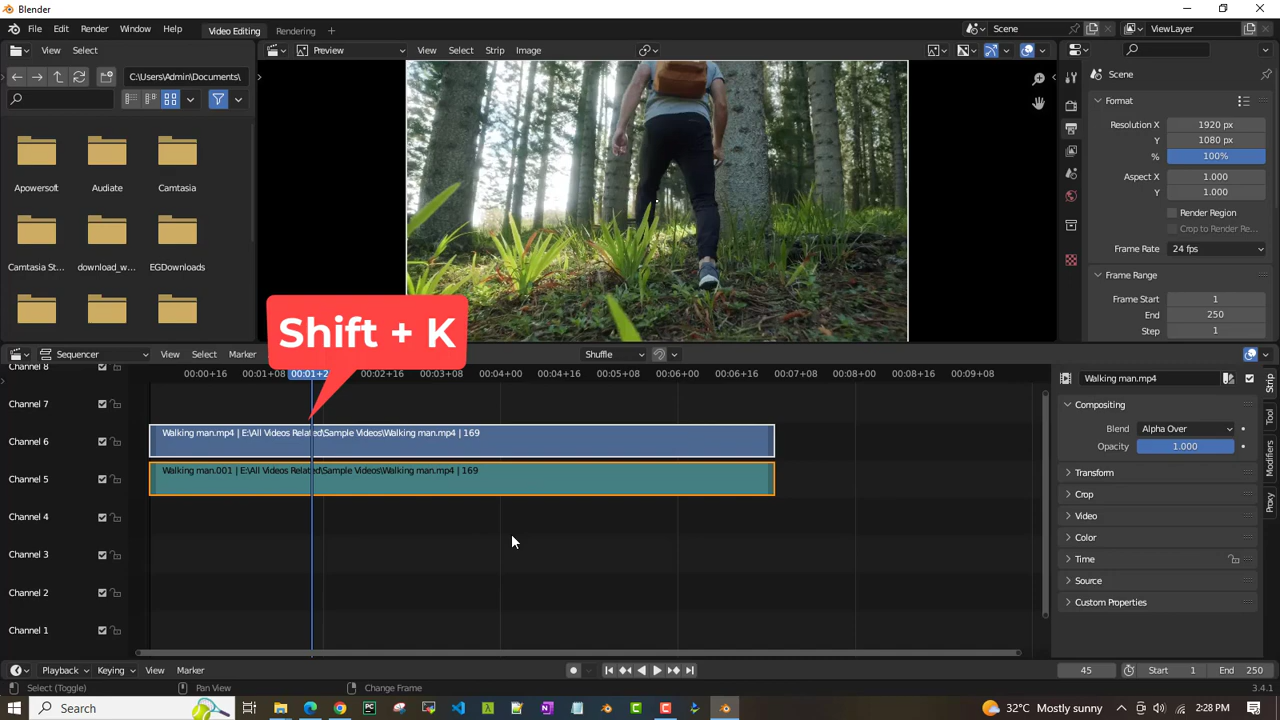 Blender
File Edit Render Window Help Video Editing Rendering + Scene ViewLayer
View Select Preview View Select Strip Image
C:\Users\Admin\Documents\ Scene
Format
Resolution X 1920 px
Y 1080 px
% 100%
Aspect X 1.000
Y 1.000
Render Region
Crop to Render Re...
Frame Rate 24 fps
Frame Range
Frame Start 1
End 250
Step 1
Apowersoft Audiate Camtasia
Camtasia St... download_w... EGDownloads
Shift + K
Sequencer View Select Marker Shuffle
00:00+16 00:01+08 00:01+2 00:02+16 00:03+08 00:04+00 00:04+16 00:05+08 00:06+00 00:06+16 00:07+08 00:08+00 00:08+16 00:09+08
Channel 8
Channel 7
Channel 6
Channel 5
Channel 4
Channel 3
Channel 2
Channel 1
Walking man.mp4 | E:\All Videos Related\Sample Videos\Walking man.mp4 | 169
Walking man.001 | E:\All Videos Related\Sample Videos\Walking man.mp4 | 169
Walking man.mp4
Compositing
Blend Alpha Over
Opacity 1.000
Transform
Crop
Video
Color
Time
Source
Custom Properties
Strip
Tool
Modifiers
Proxy
Playback Keying View Marker 45 Start 1 End 250
Select (Toggle) Pan View Change Frame 3.4.1
Search 32°C Mostly sunny 2:28 PM